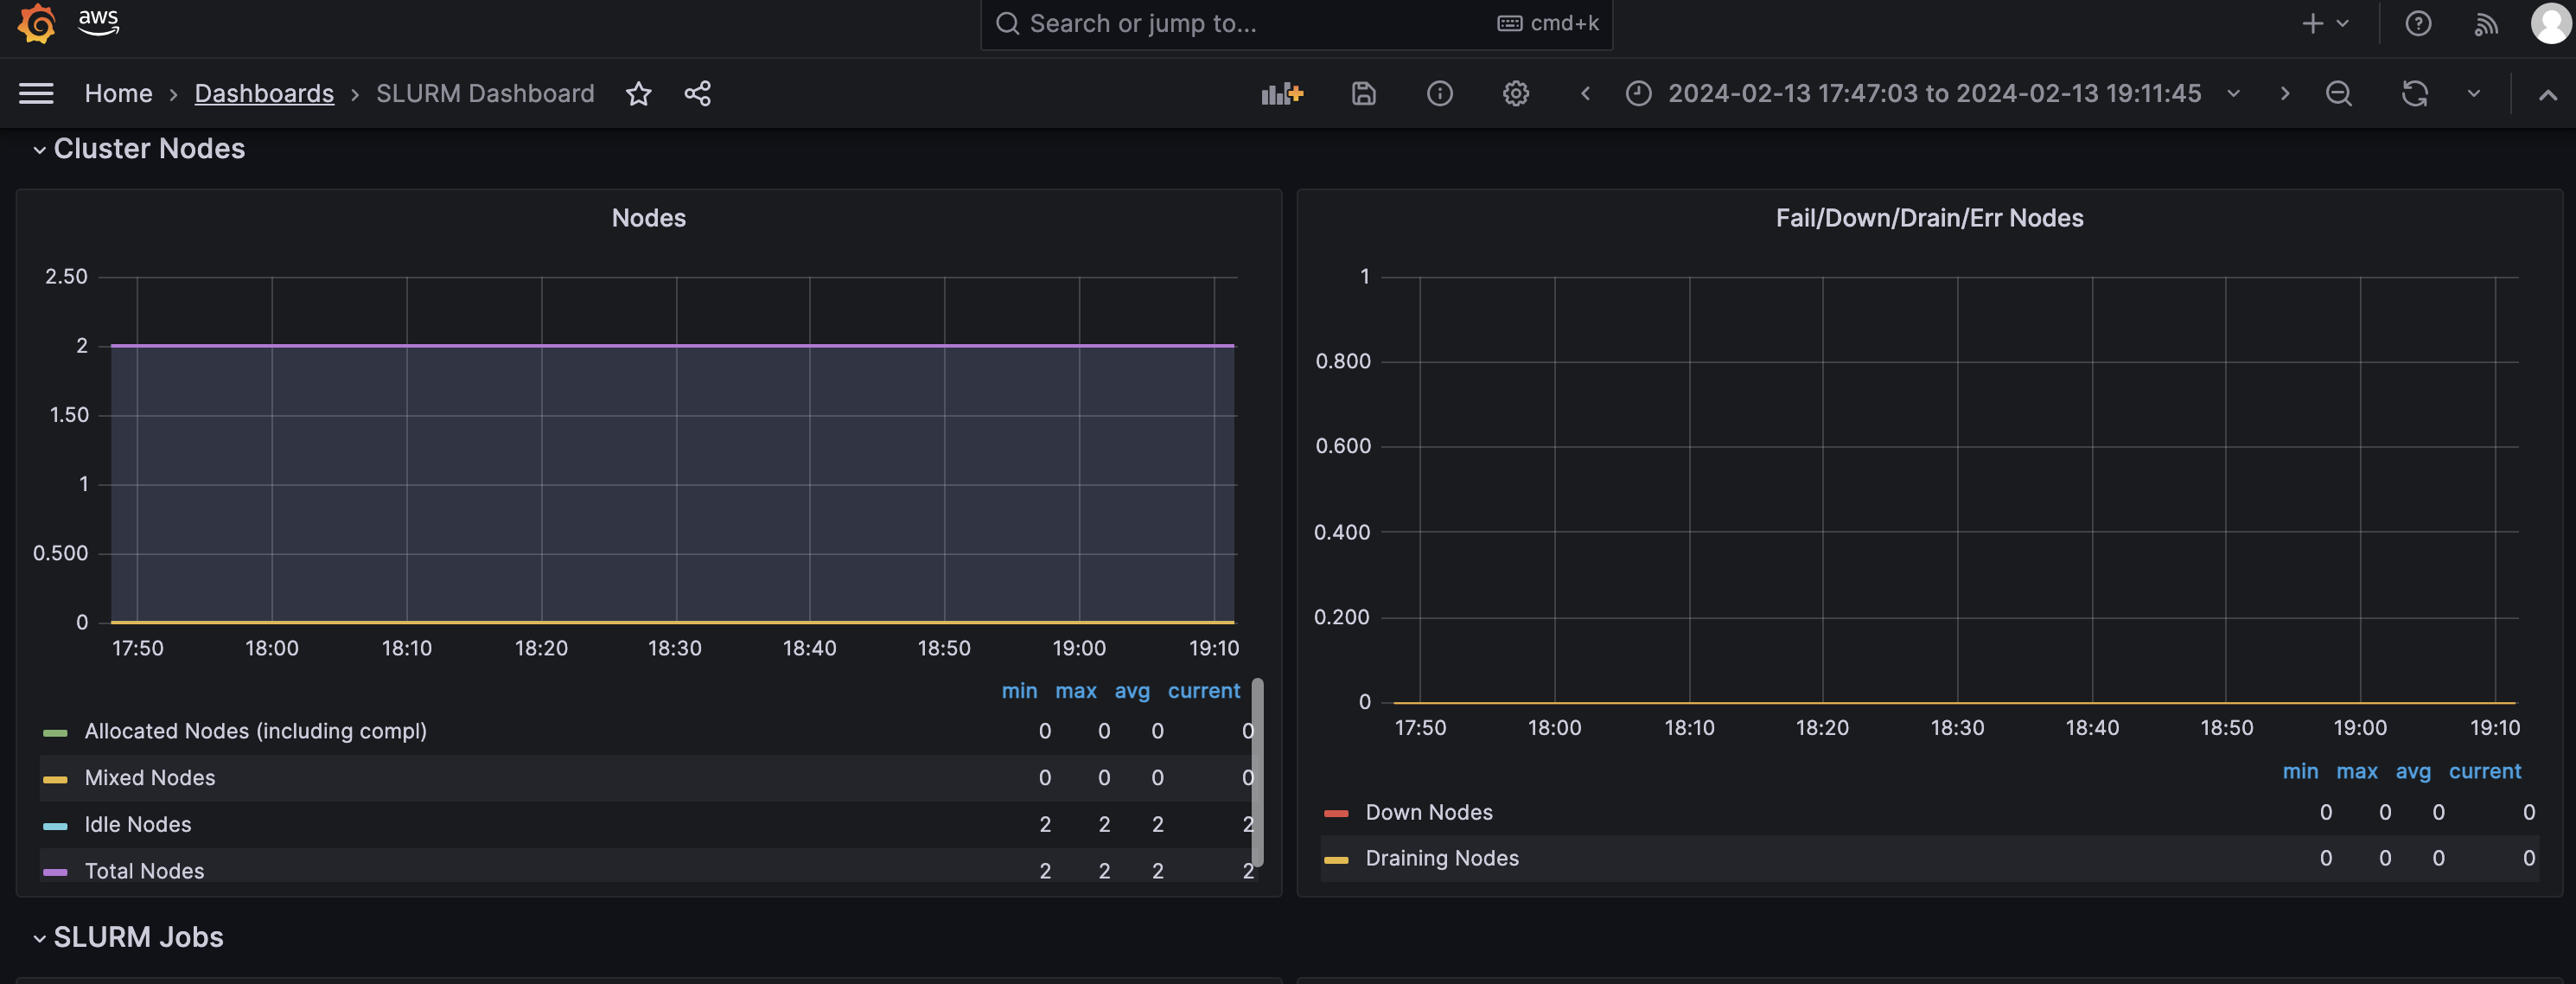 aws
Search or jump to...
cmd+k
Home › Dashboards › SLURM Dashboard
2024-02-13 17:47:03 to 2024-02-13 19:11:45
Cluster Nodes
Nodes
2.50
2
1.50
1
0.500
0
17:50 18:00 18:10 18:20 18:30 18:40 18:50 19:00 19:10
min max avg current
Allocated Nodes (including compl) 0 0 0 0
Mixed Nodes 0 0 0 0
Idle Nodes 2 2 2 2
Total Nodes 2 2 2 2
Fail/Down/Drain/Err Nodes
1
0.800
0.600
0.400
0.200
0
17:50 18:00 18:10 18:20 18:30 18:40 18:50 19:00 19:10
min max avg current
Down Nodes 0 0 0 0
Draining Nodes 0 0 0 0
SLURM Jobs